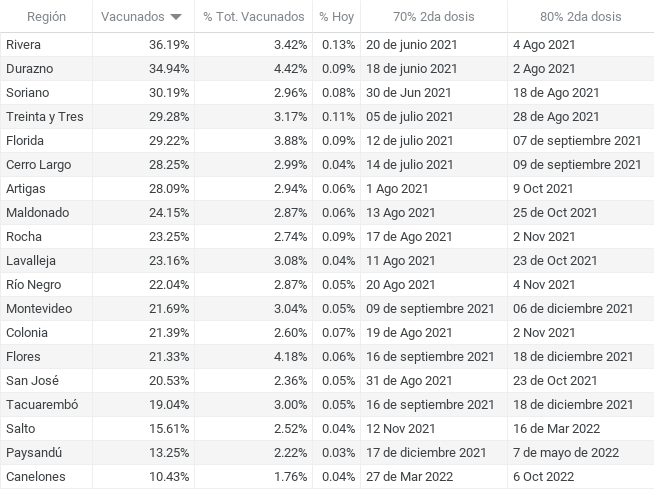 Región Vacunados % Tot. Vacunados % Hoy 70% 2da dosis 80% 2da dosis
Rivera 36.19% 3.42% 0.13% 20 de junio 2021 4 Ago 2021
Durazno 34.94% 4.42% 0.09% 18 de junio 2021 2 Ago 2021
Soriano 30.19% 2.96% 0.08% 30 de Jun 2021 18 de Ago 2021
Treinta y Tres 29.28% 3.17% 0.11% 05 de julio 2021 28 de Ago 2021
Florida 29.22% 3.88% 0.09% 12 de julio 2021 07 de septiembre 2021
Cerro Largo 28.25% 2.99% 0.04% 14 de julio 2021 09 de septiembre 2021
Artigas 28.09% 2.94% 0.06% 1 Ago 2021 9 Oct 2021
Maldonado 24.15% 2.87% 0.06% 13 Ago 2021 25 de Oct 2021
Rocha 23.25% 2.74% 0.09% 17 de Ago 2021 2 Nov 2021
Lavalleja 23.16% 3.08% 0.04% 11 Ago 2021 23 de Oct 2021
Río Negro 22.04% 2.87% 0.05% 20 Ago 2021 4 Nov 2021
Montevideo 21.69% 3.04% 0.05% 09 de septiembre 2021 06 de diciembre 2021
Colonia 21.39% 2.60% 0.07% 19 de Ago 2021 2 Nov 2021
Flores 21.33% 4.18% 0.06% 16 de septiembre 2021 18 de diciembre 2021
San José 20.53% 2.36% 0.05% 31 de Ago 2021 23 de Oct 2021
Tacuarembó 19.04% 3.00% 0.05% 16 de septiembre 2021 18 de diciembre 2021
Salto 15.61% 2.52% 0.04% 12 Nov 2021 16 de Mar 2022
Paysandú 13.25% 2.22% 0.03% 17 de diciembre 2021 7 de mayo de 2022
Canelones 10.43% 1.76% 0.04% 27 de Mar 2022 6 Oct 2022